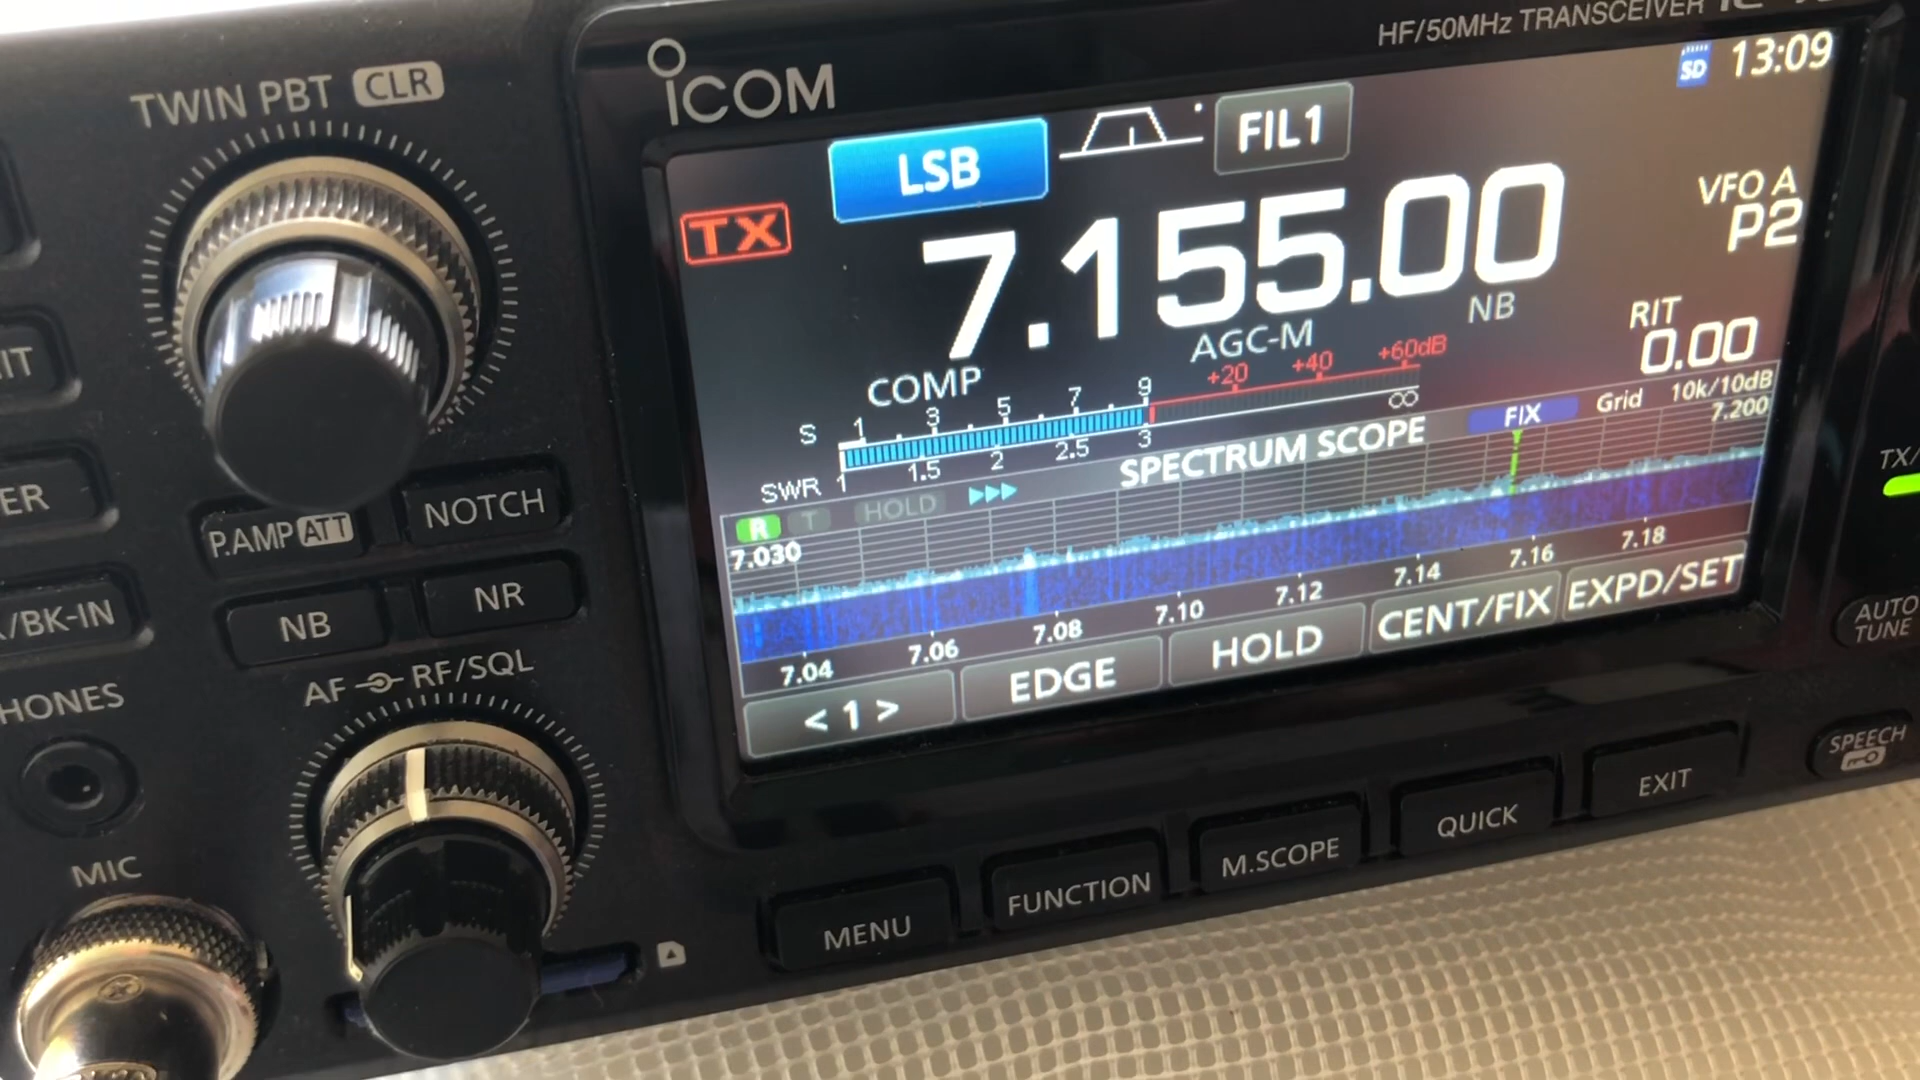 HF/50MHz TRANSCEIVER
TWIN PBT CLR
ICOM
SD 13:09
LSB
FIL1
TX
7.155.00
VFO A
P2
NB
AGC-M
RIT
0.00
COMP
S 1 3 5 7 9 +20 +40 +60dB
SWR 1 1.5 2 2.5 3 ∞
FIX Grid 10k/10dB
SPECTRUM SCOPE
7.200
R T HOLD
7.030
7.04 7.06 7.08 7.10 7.12 7.14 7.16 7.18
< 1 > EDGE HOLD CENT/FIX EXPD/SET
P.AMP ATT
NOTCH
/BK-IN
NB
NR
AF RF/SQL
HONES
MIC
TX/
AUTO
TUNE
SPEECH
MENU
FUNCTION
M.SCOPE
QUICK
EXIT